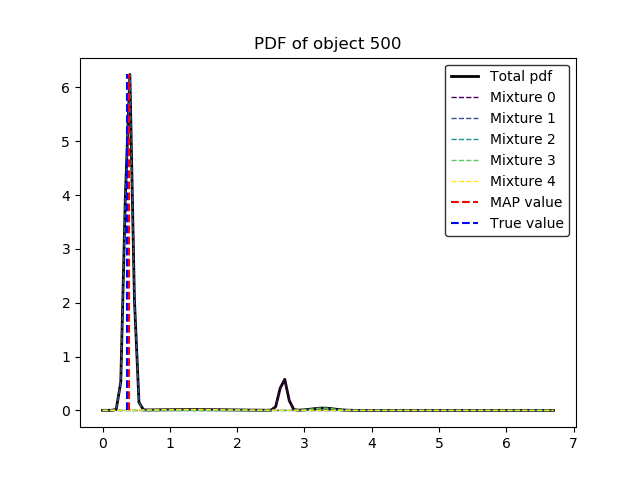 PDF of object 500
Total pdf
Mixture 0
Mixture 1
Mixture 2
Mixture 3
Mixture 4
MAP value
True value
6
5
4
3
2
1
0
0 1 2 3 4 5 6 7